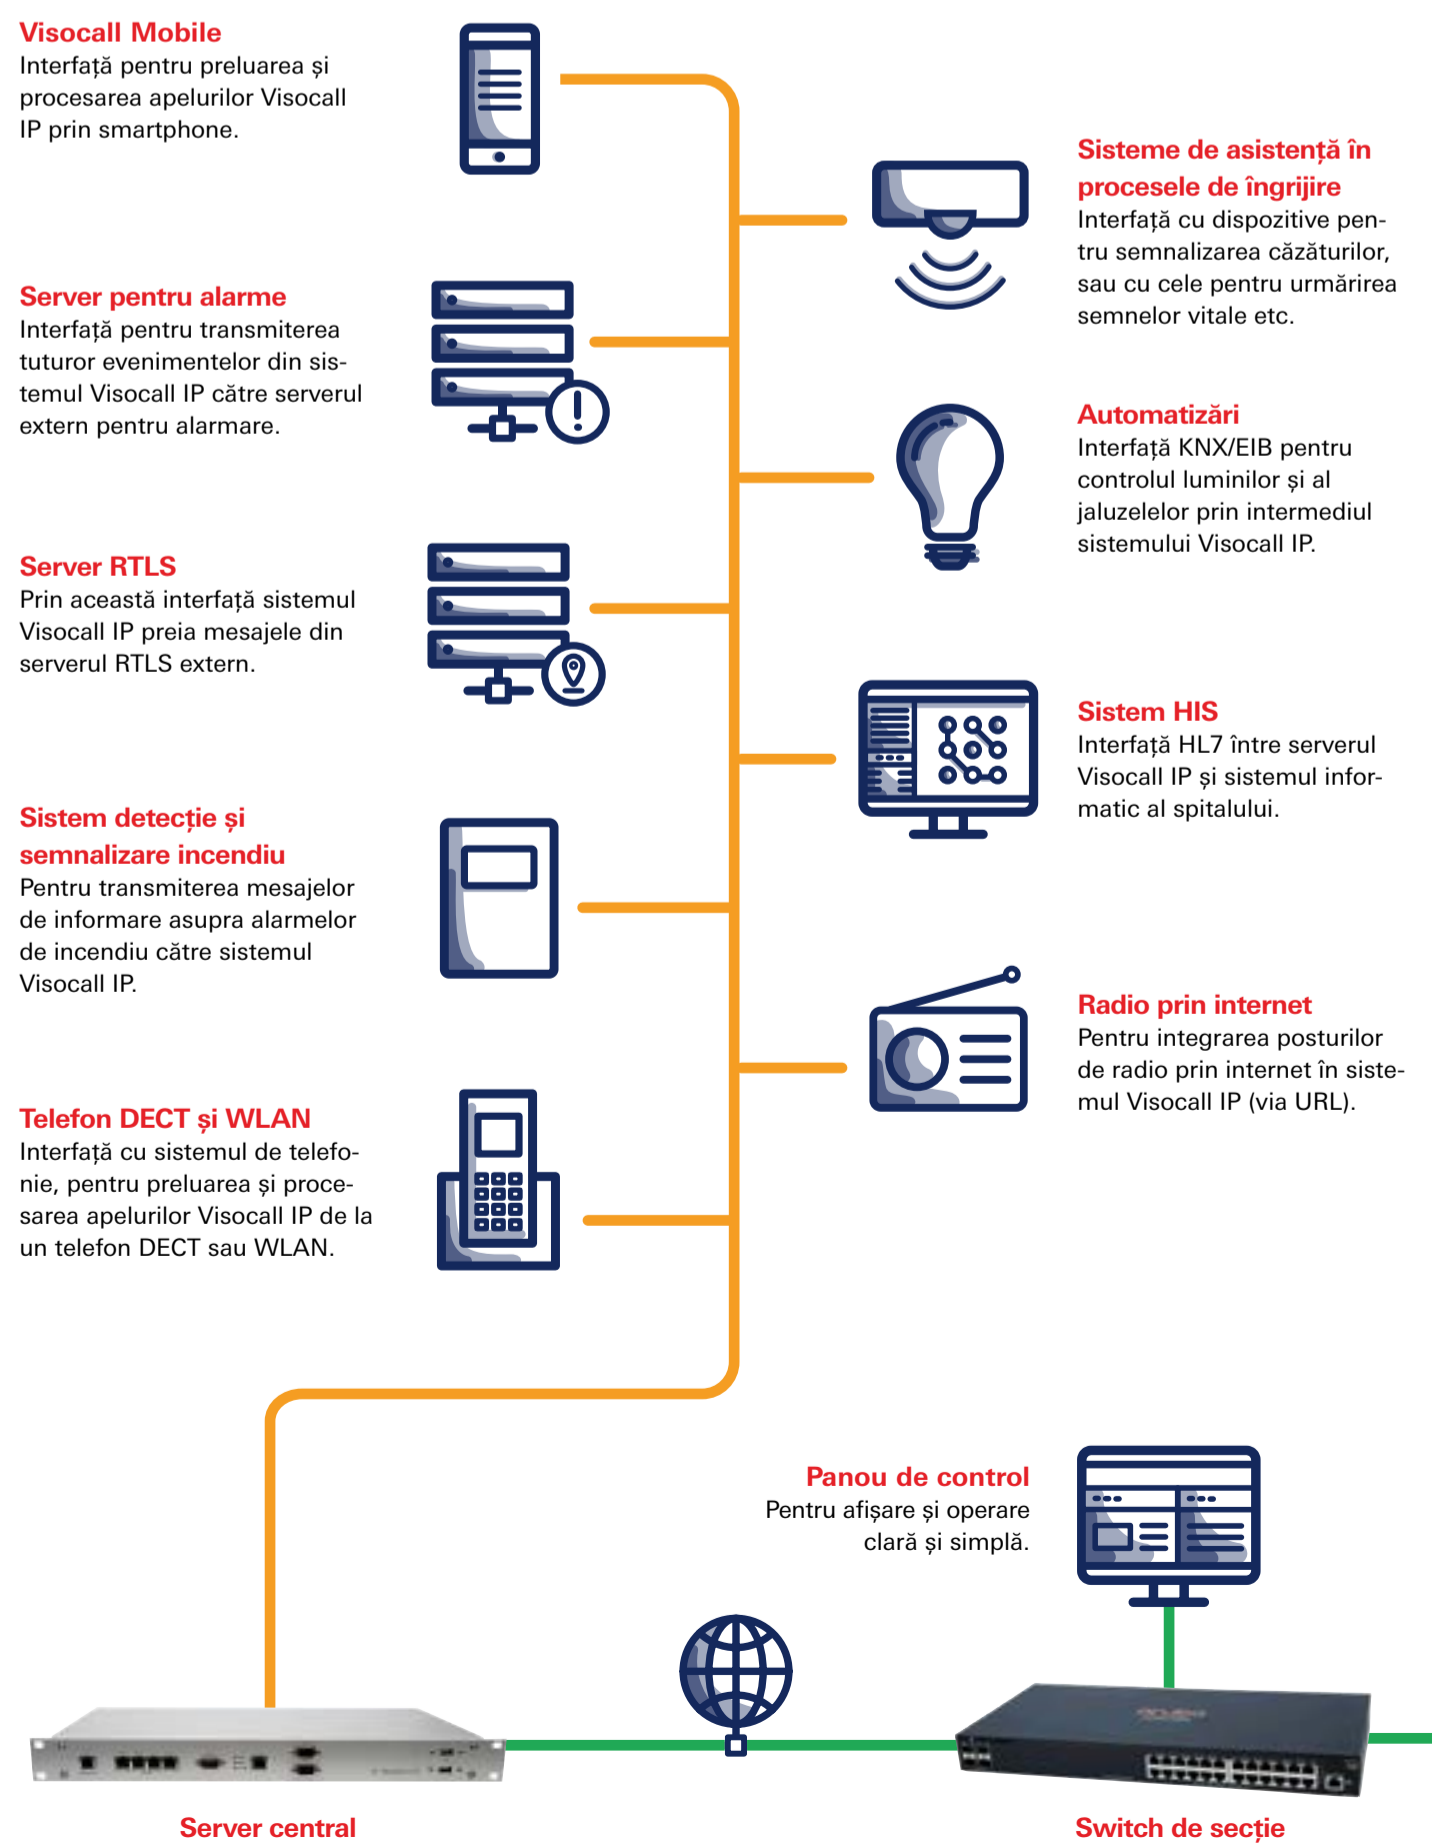 Visocall Mobile
Interfață pentru preluarea și
procesarea apelurilor Visocall
IP prin smartphone.
Sisteme de asistență în
procesele de îngrijire
Interfață cu dispozitive pen-
tru semnalizarea căzăturilor,
sau cu cele pentru urmărirea
semnelor vitale etc.
Server pentru alarme
Interfață pentru transmiterea
tuturor evenimentelor din sis-
temul Visocall IP către serverul
extern pentru alarmare.
Automatizări
Interfață KNX/EIB pentru
controlul luminilor și al
jaluzelelor prin intermediul
sistemului Visocall IP.
Server RTLS
Prin această interfață sistemul
Visocall IP preia mesajele din
serverul RTLS extern.
Sistem HIS
Interfață HL7 între serverul
Visocall IP și sistemul infor-
matic al spitalului.
Sistem detecție și
semnalizare incendiu
Pentru transmiterea mesajelor
de informare asupra alarmelor
de incendiu către sistemul
Visocall IP.
Radio prin internet
Pentru integrarea posturilor
de radio prin internet în siste-
mul Visocall IP (via URL).
Telefon DECT și WLAN
Interfață cu sistemul de telefo-
nie, pentru preluarea și proce-
sarea apelurilor Visocall IP de la
un telefon DECT sau WLAN.
Panou de control
Pentru afișare și operare
clară și simplă.
Server central
Switch de secție